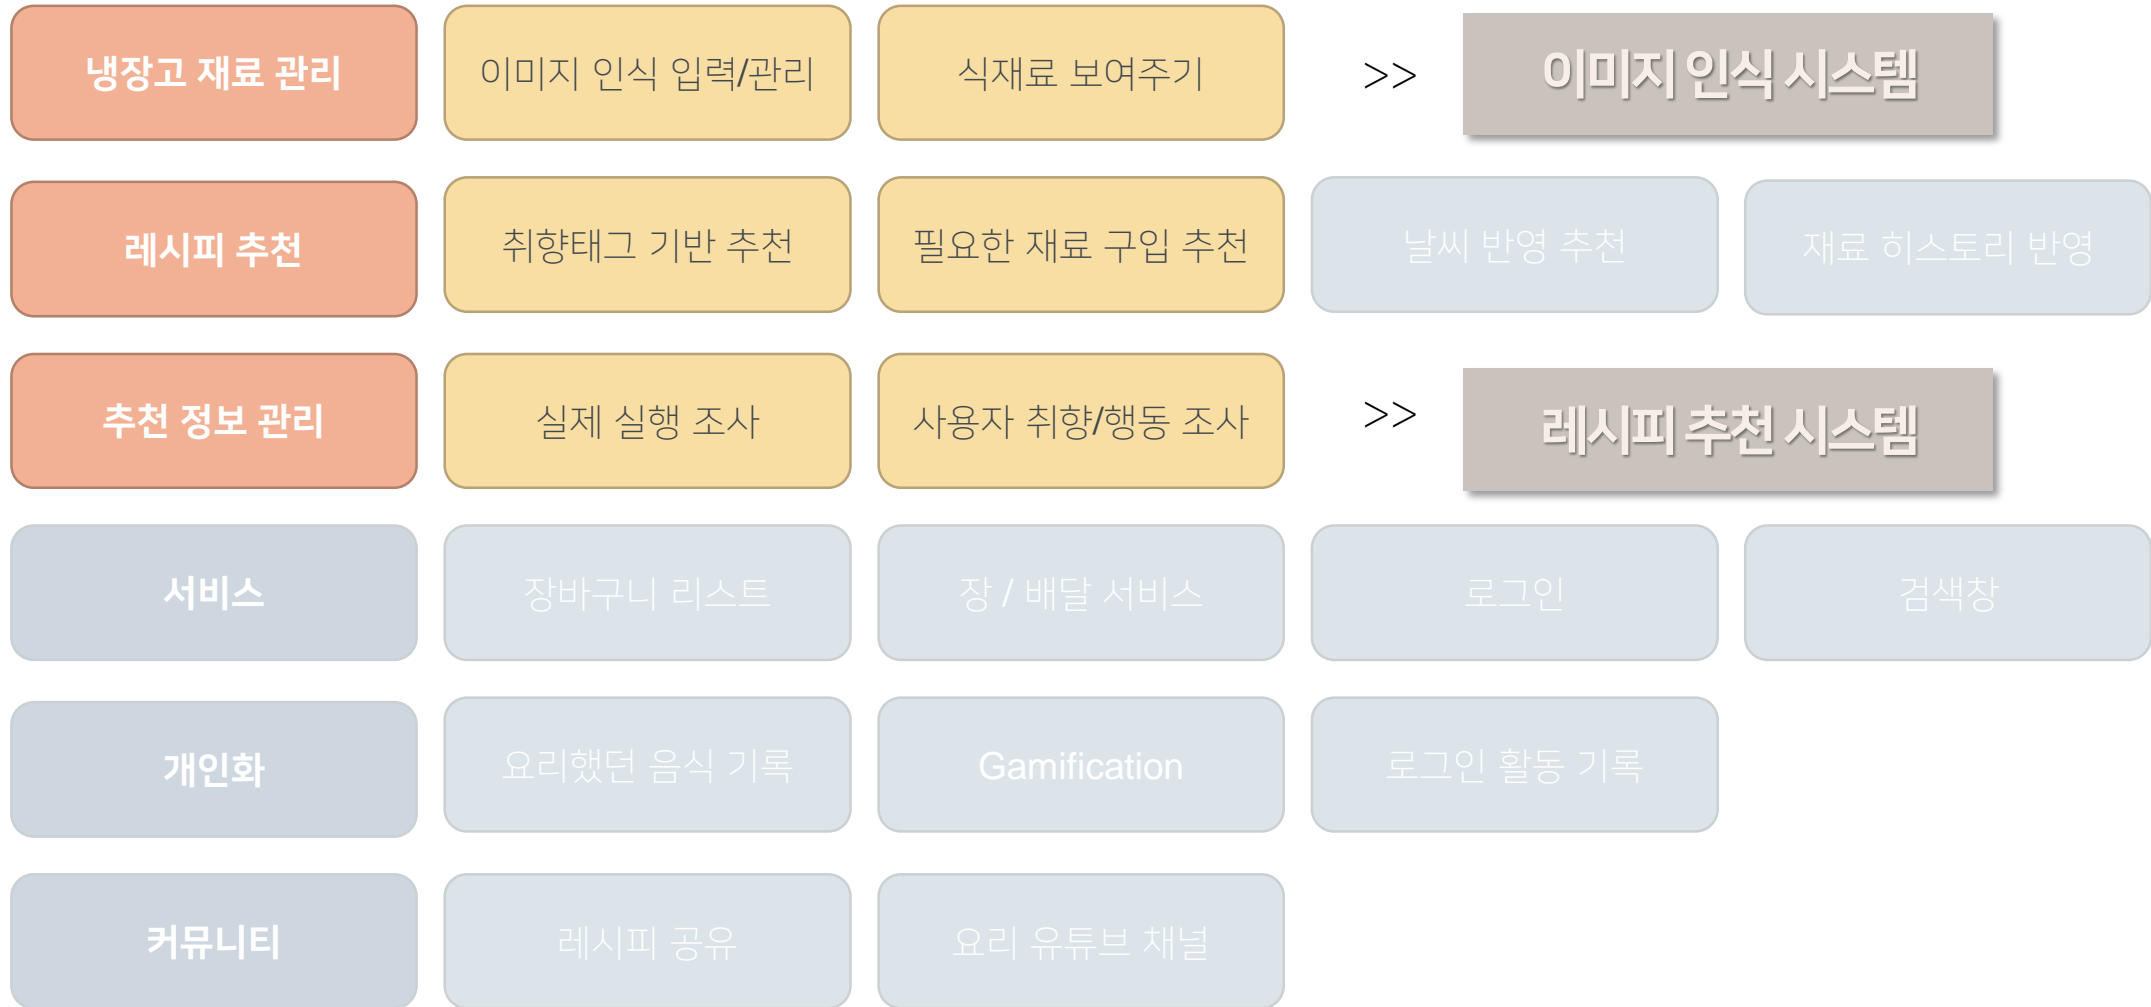 냉장고 재료 관리
이미지 인식 입력/관리
식재료 보여주기
>>
이미지 인식 시스템
레시피 추천
취향태그 기반 추천
필요한 재료 구입 추천
날씨 반영 추천
재료 히스토리 반영
추천 정보 관리
실제 실행 조사
사용자 취향/행동 조사
>>
레시피 추천 시스템
서비스
장바구니 리스트
장 / 배달 서비스
로그인
검색창
개인화
요리했던 음식 기록
Gamification
로그인 활동 기록
커뮤니티
레시피 공유
요리 유튜브 채널